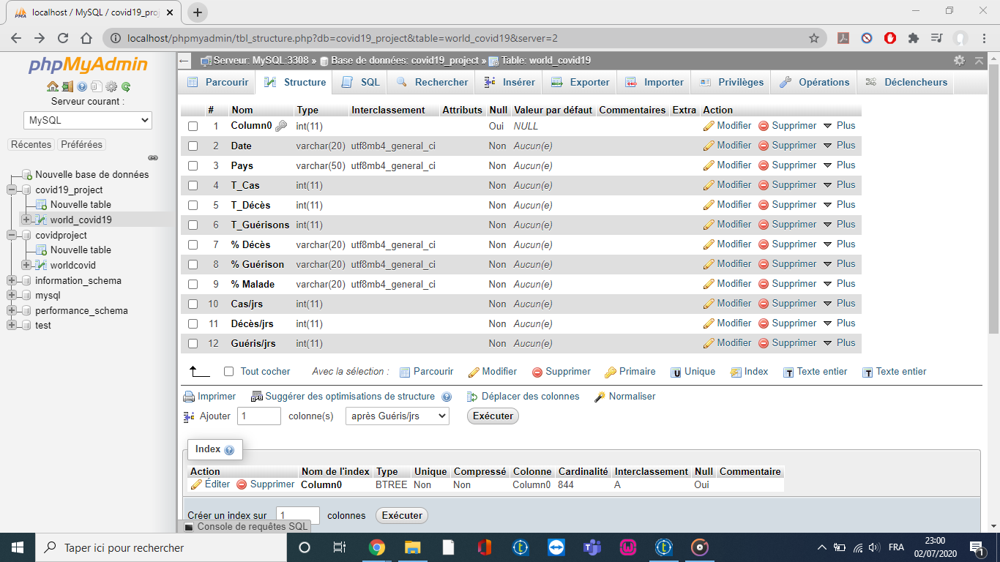 localhost / MySQL / covid19_proj
localhost/phpmyadmin/tbl_structure.php?db=covid19_project&table=world_covid19&server=2
phpMyAdmin
Serveur courant :
MySQL
Récentes Préférées
Nouvelle base de données
covid19_project
Nouvelle table
world_covid19
covidproject
Nouvelle table
worldcovid
information_schema
mysql
performance_schema
test
Serveur: MySQL:3308 » Base de données: covid19_project » Table: world_covid19
Parcourir Structure SQL Rechercher Insérer Exporter Importer Privilèges Opérations Déclencheurs
# Nom Type Interclassement Attributs Null Valeur par défaut Commentaires Extra Action
1 Column0 int(11) Oui NULL Modifier Supprimer Plus
2 Date varchar(20) utf8mb4_general_ci Non Aucun(e) Modifier Supprimer Plus
3 Pays varchar(50) utf8mb4_general_ci Non Aucun(e) Modifier Supprimer Plus
4 T_Cas int(11) Non Aucun(e) Modifier Supprimer Plus
5 T_Décès int(11) Non Aucun(e) Modifier Supprimer Plus
6 T_Guérisons int(11) Non Aucun(e) Modifier Supprimer Plus
7 % Décès varchar(20) utf8mb4_general_ci Non Aucun(e) Modifier Supprimer Plus
8 % Guérison varchar(20) utf8mb4_general_ci Non Aucun(e) Modifier Supprimer Plus
9 % Malade varchar(20) utf8mb4_general_ci Non Aucun(e) Modifier Supprimer Plus
10 Cas/jrs int(11) Non Aucun(e) Modifier Supprimer Plus
11 Décès/jrs int(11) Non Aucun(e) Modifier Supprimer Plus
12 Guéris/jrs int(11) Non Aucun(e) Modifier Supprimer Plus
Tout cocher Avec la sélection : Parcourir Modifier Supprimer Primaire Unique Index Texte entier Texte entier
Imprimer Suggérer des optimisations de structure Déplacer des colonnes Normaliser
Ajouter 1 colonne(s) après Guéris/jrs Exécuter
Index
Action Nom de l'index Type Unique Compressé Colonne Cardinalité Interclassement Null Commentaire
Éditer Supprimer Column0 BTREE Non Non Column0 844 A Oui
Créer un index sur 1 colonnes Exécuter
Console de requêtes SQL
Taper ici pour rechercher
FRA
23:00
02/07/2020
1